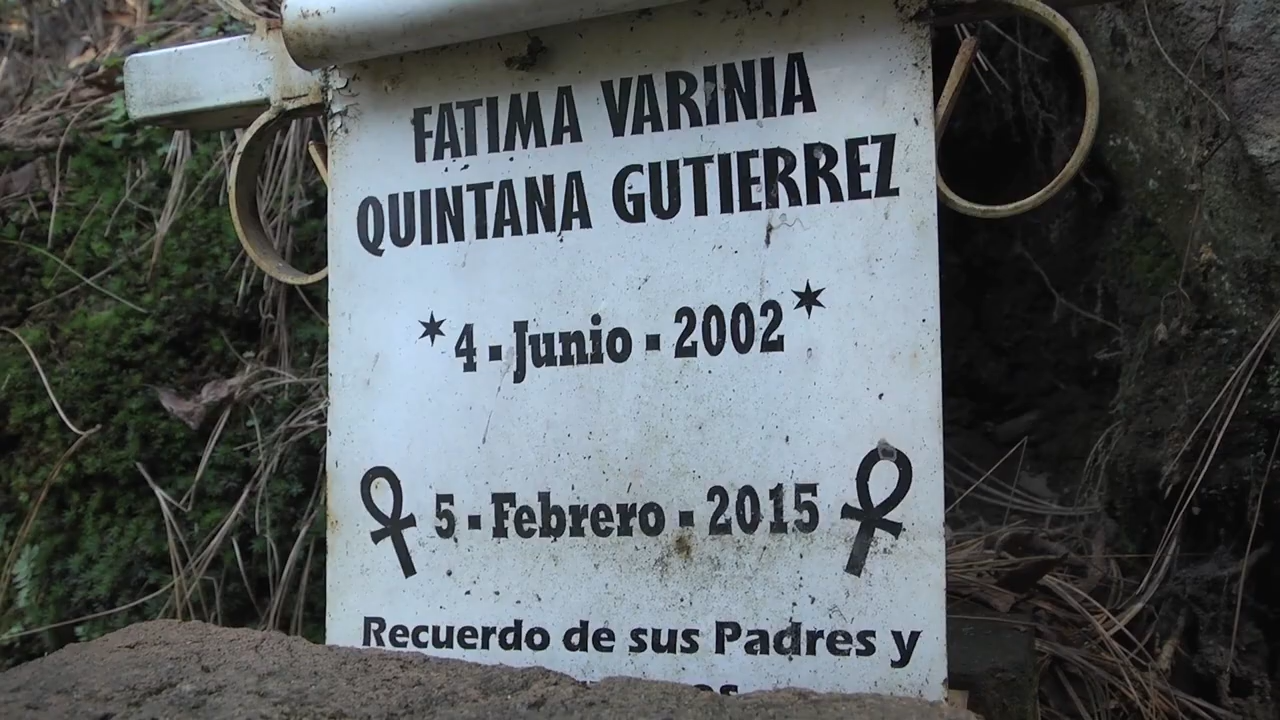 FATIMA VARINIA
QUINTANA GUTIERREZ
*4-Junio-2002*
5-Febrero-2015
Recuerdo de sus Padres y